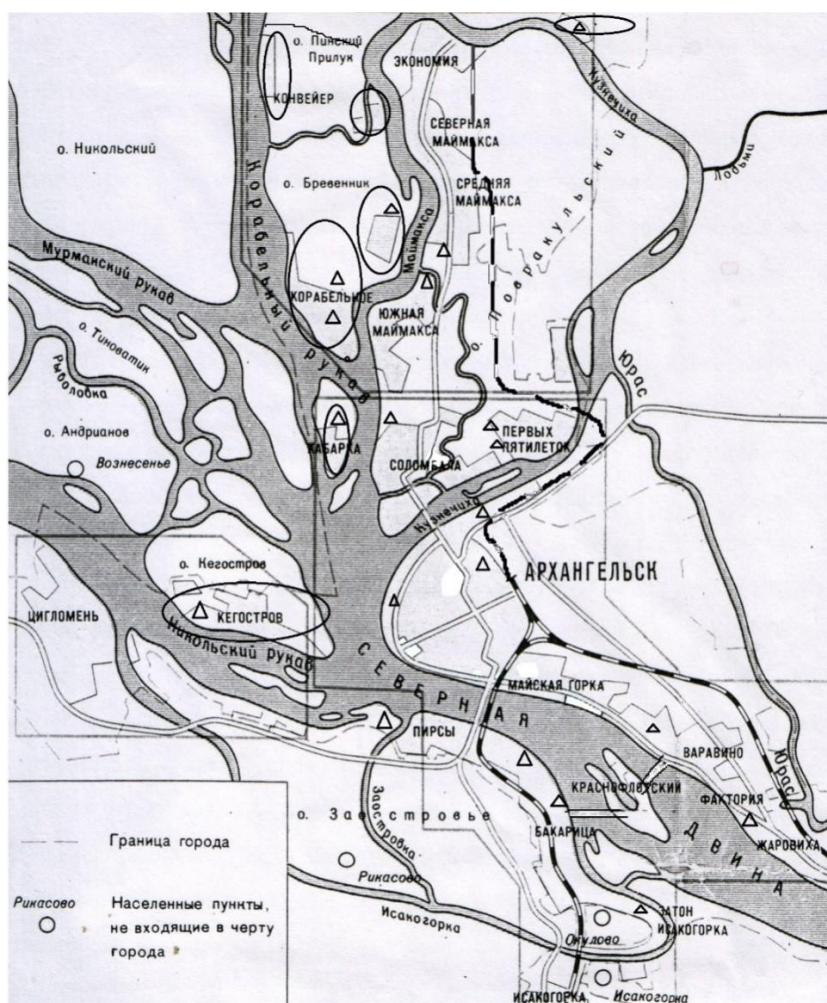 о. Пинский
Прилук
ЭКОНОМИЯ
Кузнечиха
КОНВЕЙЕР
СЕВЕРНАЯ
МАЙМАКСА
о. Никольский
Корабельный рукав
о. Бревенник
СРЕДНЯЯ
МАЙМАКСА
Лодьми
Маймакса
о. Повракульский
Мурманский рукав
КОРАБЕЛЬНОЕ
ЮЖНАЯ
МАЙМАКСА
о. Тиноватик
Рыболовка
Юрас
о. Андрианов
Вознесенье
ХАБАРКА
ПЕРВЫХ
ПЯТИЛЕТОК
СОЛОМБАЛА
Кузнечиха
о. Кегостров
АРХАНГЕЛЬСК
ЦИГЛОМЕНЬ
КЕГОСТРОВ
Никольский рукав
СЕВЕРНАЯ
МАЙСКАЯ ГОРКА
ПИРСЫ
ВАРАВИНО
Юрас
КРАСНОФЛОТСКИЙ
ФАКТОРИЯ
о. Заостровье
БАКАРИЦА
ЖАРОВИХА
Заостровка
ДВИНА
Граница города
Рикасово
Исакогорка
ЗАТОН
ИСАКОГОРКА
Окулово
Рикасово
Населенные пункты,
не входящие в черту
города
ИСАКОГОРКА
Исакогорка